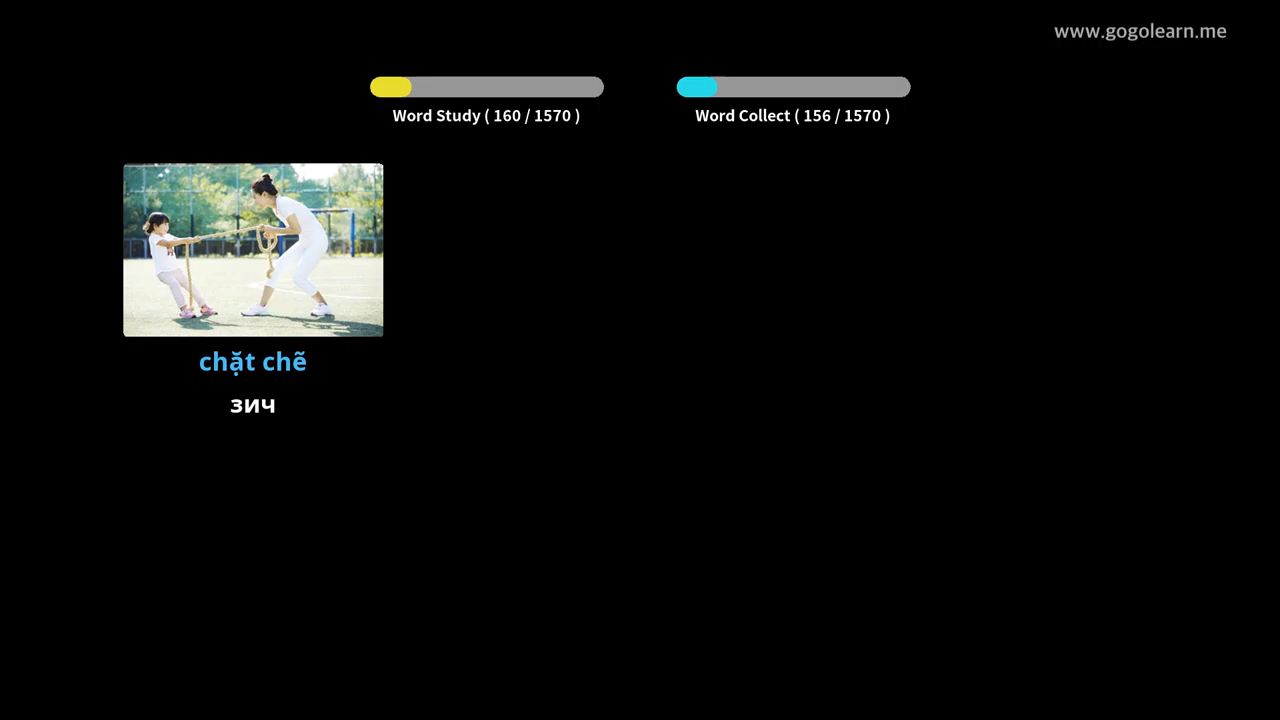 www.gogolearn.me
Word Study ( 160 / 1570 )
Word Collect ( 156 / 1570 )
chặt chẽ
зич